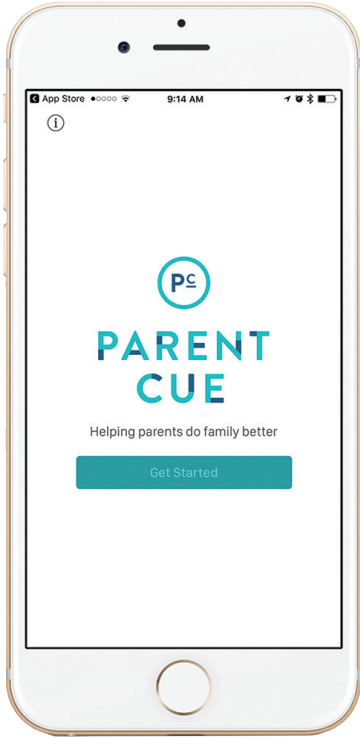 App Store 9:14 AM
i
Pc
PARENT
CUE
Helping parents do family better
Get Started